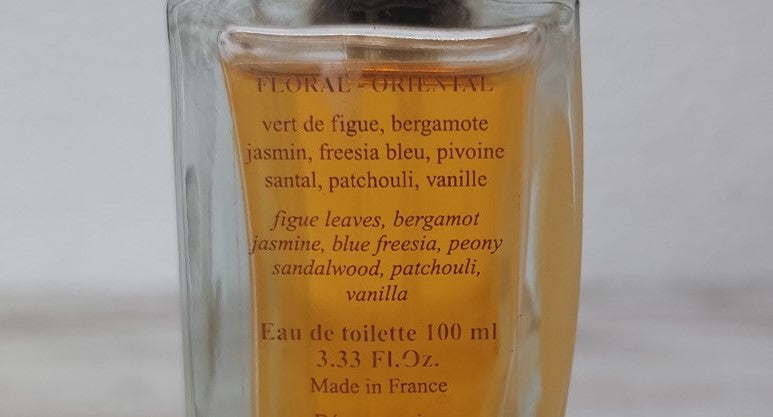 FLORAL - ORIENTAL
vert de figue, bergamote
jasmin, freesia bleu, pivoine
santal, patchouli, vanille
figue leaves, bergamot
jasmine, blue freesia, peony
sandalwood, patchouli,
vanilla
Eau de toilette 100 ml
3.33 Fl.Oz.
Made in France